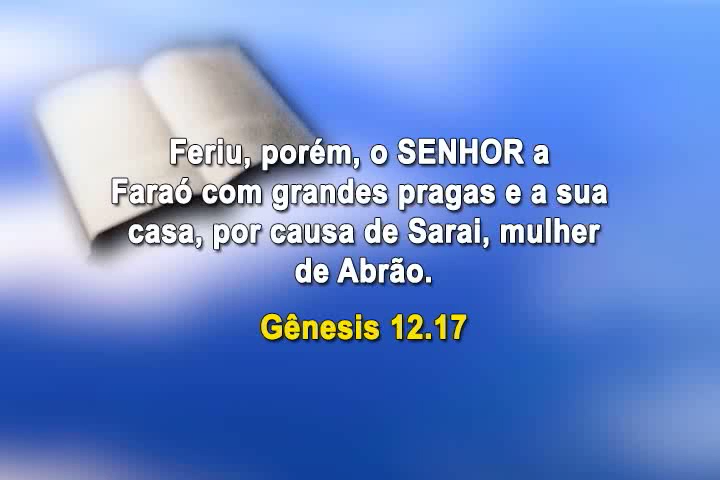 Feriu, porém, o SENHOR a
Faraó com grandes pragas e a sua
casa, por causa de Sarai, mulher
de Abrão.
Gênesis 12.17